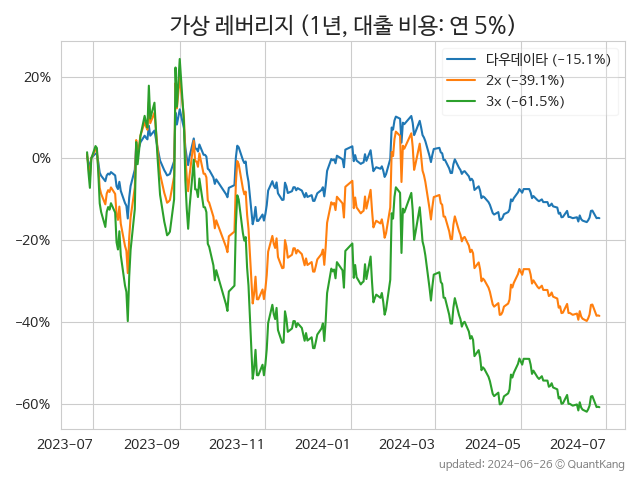 가상 레버리지 (1년, 대출 비용: 연 5%)
다우데이타 (−15.1%)
2x (−39.1%)
3x (−61.5%)
20%
0%
−20%
−40%
−60%
2023-07 2023-09 2023-11 2024-01 2024-03 2024-05 2024-07
updated: 2024-06-26 © QuantKang